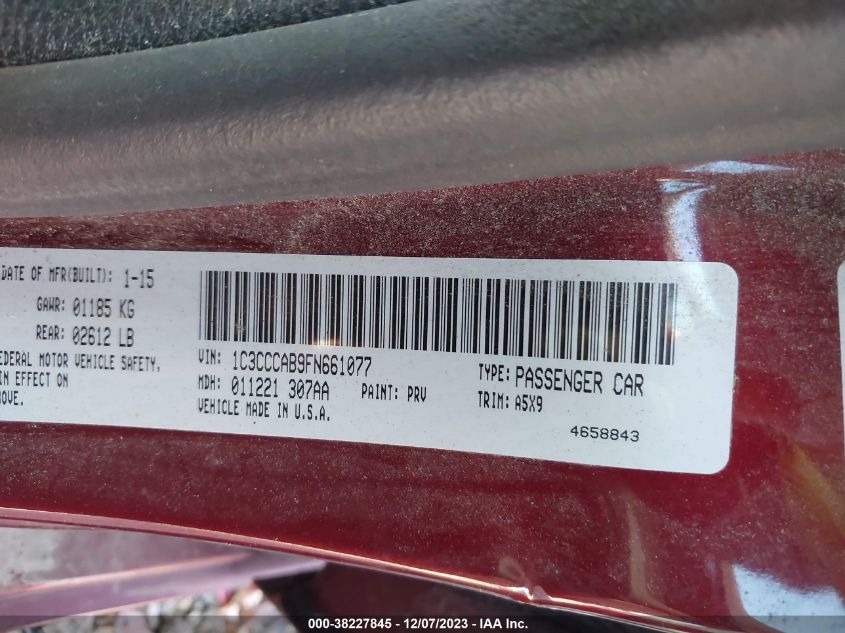 DATE OF MFR(BUILT): 1-15
GAWR: 01185 KG
REAR: 02612 LB
FEDERAL MOTOR VEHICLE SAFETY,
IN EFFECT ON
OVE.
VIN: 1C3CCCAB9FN661077
TYPE: PASSENGER CAR
MDH: 011221 307AA
PAINT: PRV
TRIM: A5X9
VEHICLE MADE IN U.S.A.
4658843
000-38227845 - 12/07/2023 - IAA Inc.